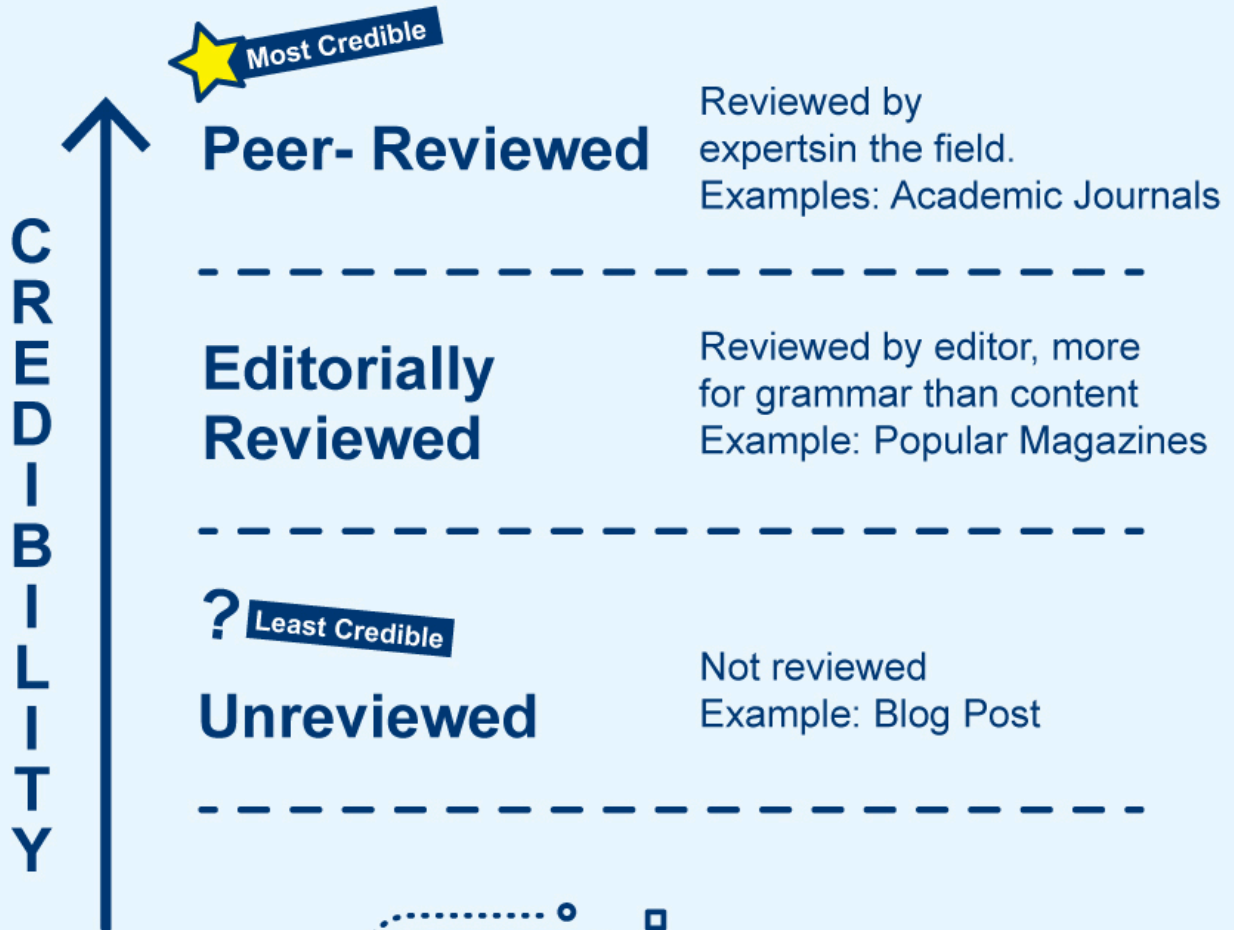 Most Credible
Peer- Reviewed
Reviewed by
expertsin the field.
Examples: Academic Journals
Editorially
Reviewed
Reviewed by editor, more
for grammar than content
Example: Popular Magazines
?
Least Credible
Unreviewed
Not reviewed
Example: Blog Post
C
R
E
D
I
B
I
L
I
T
Y